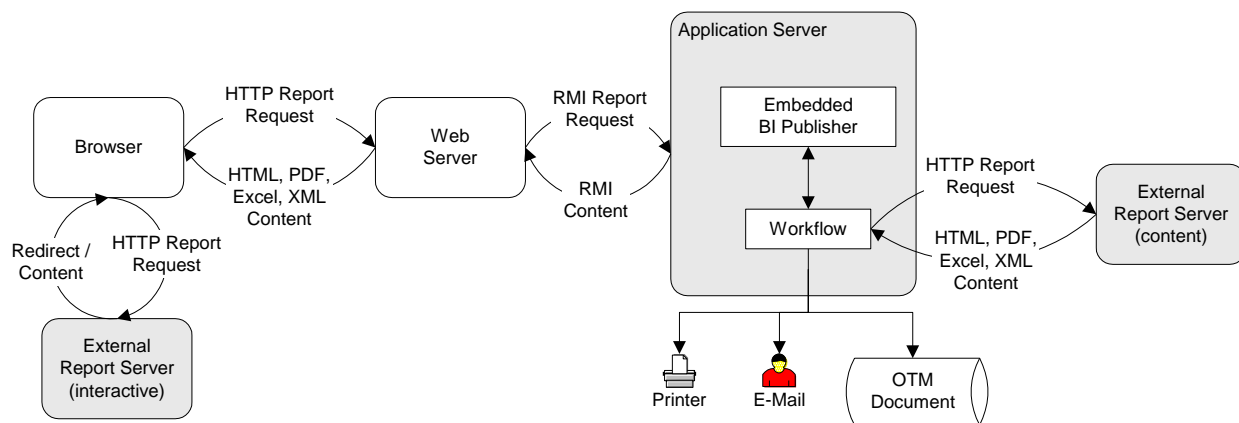 Application Server
Browser
HTTP Report
Request
HTML, PDF,
Excel, XML
Content
Web
Server
RMI Report
Request
RMI
Content
Embedded
BI Publisher
Workflow
HTTP Report
Request
HTML, PDF,
Excel, XML
Content
External
Report Server
(content)
Redirect /
Content
HTTP Report
Request
External
Report Server
(interactive)
Printer
E-Mail
OTM
Document